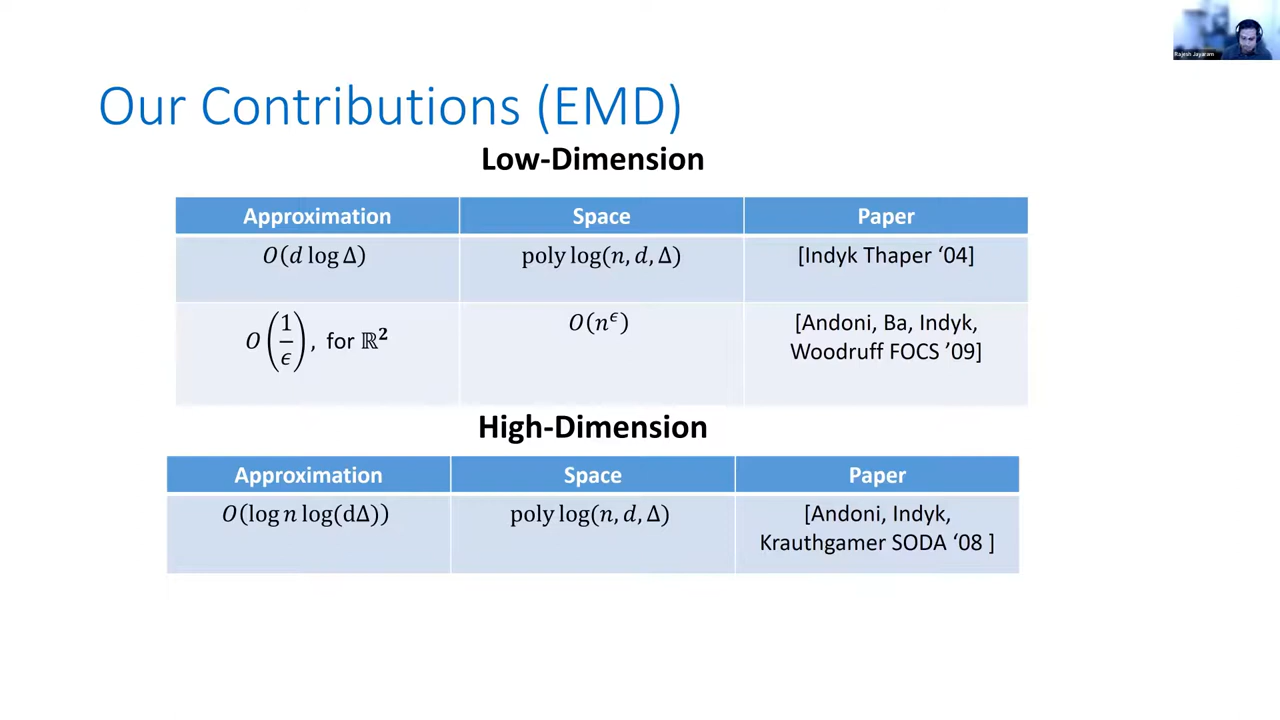 Rajesh Jayaram
Our Contributions (EMD)
Low-Dimension
Approximation Space Paper
O(d log Δ) poly log(n, d, Δ) [Indyk Thaper ‘04]
O(1/ϵ), for ℝ² O(n^ϵ) [Andoni, Ba, Indyk,
Woodruff FOCS ’09]
High-Dimension
Approximation Space Paper
O(log n log(dΔ)) poly log(n, d, Δ) [Andoni, Indyk,
Krauthgamer SODA ‘08 ]